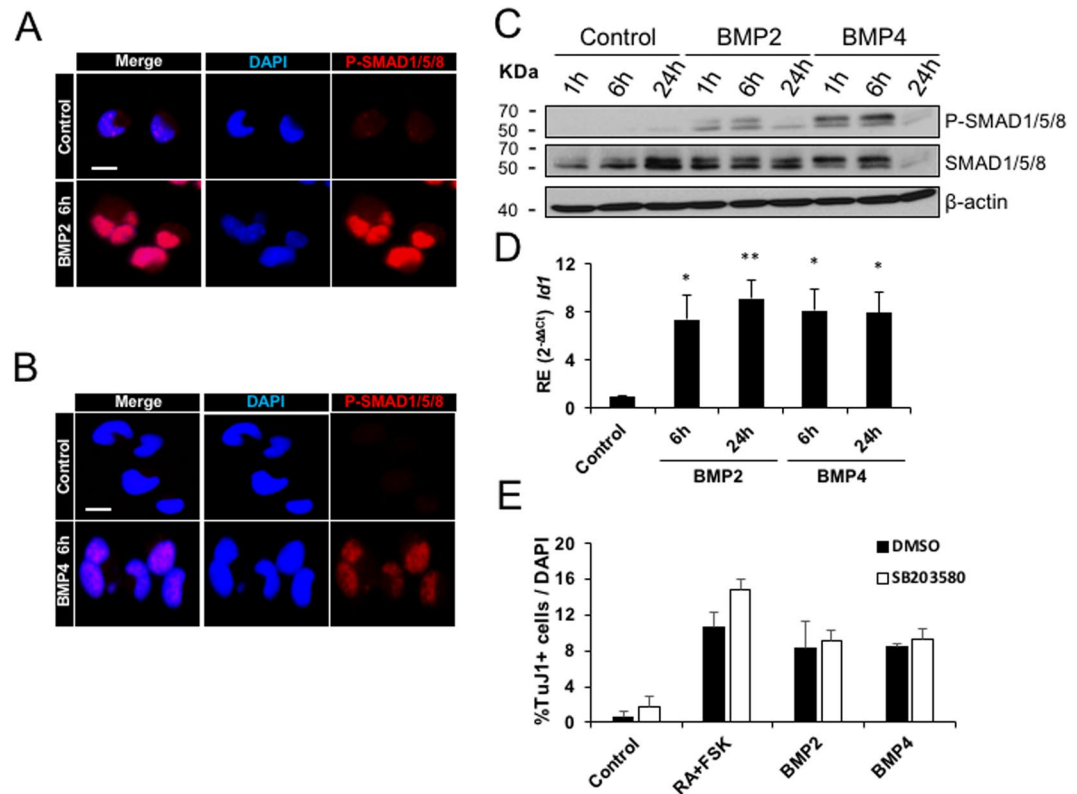 A
Merge DAPI P-SMAD1/5/8
Control
BMP2 6h
B
Merge DAPI P-SMAD1/5/8
Control
BMP4 6h
C
Control BMP2 BMP4
KDa 1h 6h 24h 1h 6h 24h 1h 6h 24h
70 -
50 -
P-SMAD1/5/8
70 -
50 -
SMAD1/5/8
40 -
β-actin
D
RE (2-ΔΔCt) Id1
12
8
4
0
* ** * *
Control 6h 24h 6h 24h
BMP2 BMP4
E
%TuJ1+ cells / DAPI
20
16
12
8
4
0
DMSO
SB203580
Control RA+FSK BMP2 BMP4